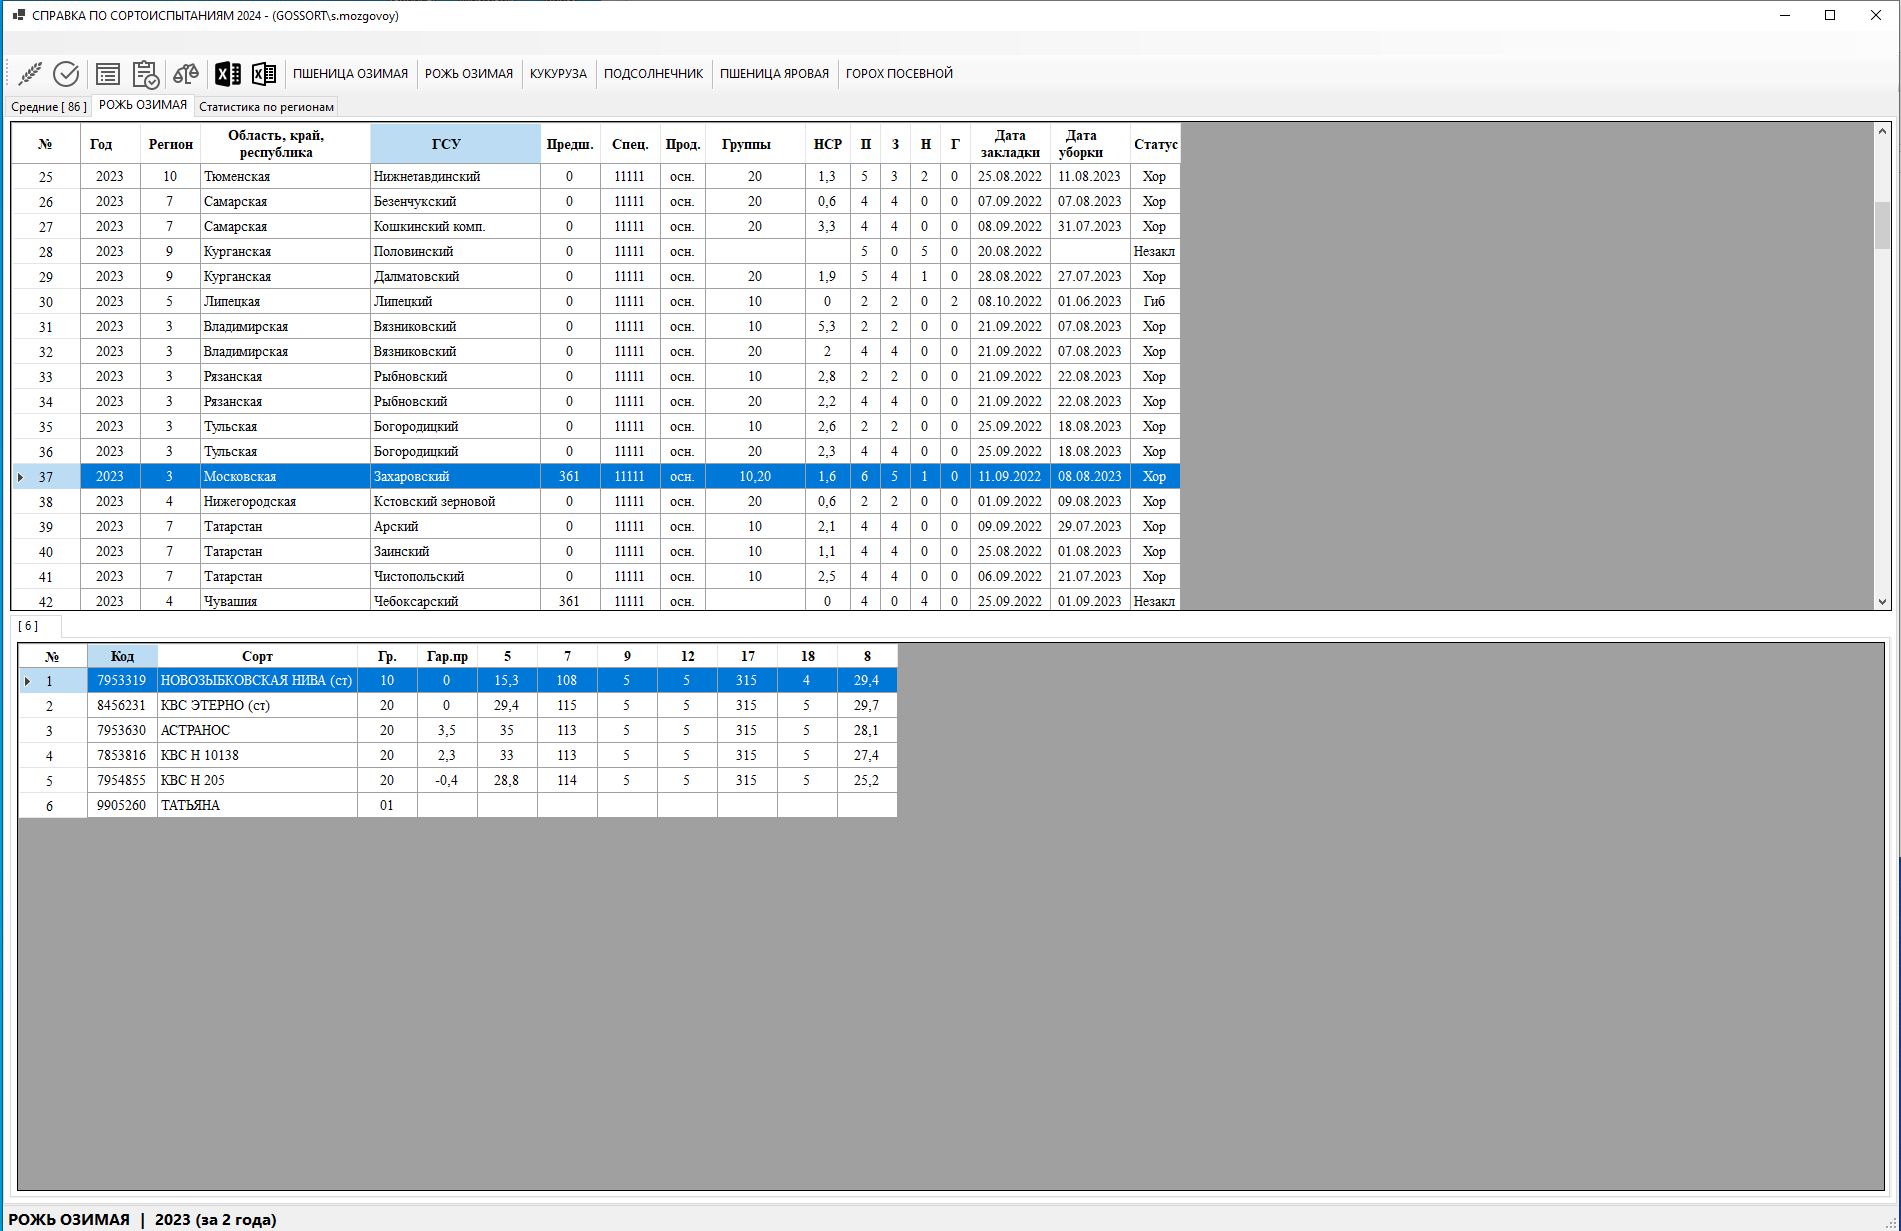 СПРАВКА ПО СОРТОИСПЫТАНИЯМ 2024 - (GOSSORT\s.mozgovoy)
ПШЕНИЦА ОЗИМАЯ РОЖЬ ОЗИМАЯ КУКУРУЗА ПОДСОЛНЕЧНИК ПШЕНИЦА ЯРОВАЯ ГОРОХ ПОСЕВНОЙ
Средние [ 86 ] РОЖЬ ОЗИМАЯ Статистика по регионам
№ Год Регион Область, край, республика ГСУ Предш. Спец. Прод. Группы НСР П З Н Г Дата закладки Дата уборки Статус
25 2023 10 Тюменская Нижнетавдинский 0 11111 осн. 20 1,3 5 3 2 0 25.08.2022 11.08.2023 Хор
26 2023 7 Самарская Безенчукский 0 11111 осн. 20 0,6 4 4 0 0 07.09.2022 07.08.2023 Хор
27 2023 7 Самарская Кошкинский комп. 0 11111 осн. 20 3,3 4 4 0 0 08.09.2022 31.07.2023 Хор
28 2023 9 Курганская Половинский 0 11111 осн. 5 0 5 0 20.08.2022 Незакл
29 2023 9 Курганская Далматовский 0 11111 осн. 20 1,9 5 4 1 0 28.08.2022 27.07.2023 Хор
30 2023 5 Липецкая Липецкий 0 11111 осн. 10 0 2 2 0 2 08.10.2022 01.06.2023 Гиб
31 2023 3 Владимирская Вязниковский 0 11111 осн. 10 5,3 2 2 0 0 21.09.2022 07.08.2023 Хор
32 2023 3 Владимирская Вязниковский 0 11111 осн. 20 2 4 4 0 0 21.09.2022 07.08.2023 Хор
33 2023 3 Рязанская Рыбновский 0 11111 осн. 10 2,8 2 2 0 0 21.09.2022 22.08.2023 Хор
34 2023 3 Рязанская Рыбновский 0 11111 осн. 20 2,2 4 4 0 0 21.09.2022 22.08.2023 Хор
35 2023 3 Тульская Богородицкий 0 11111 осн. 10 2,6 2 2 0 0 25.09.2022 18.08.2023 Хор
36 2023 3 Тульская Богородицкий 0 11111 осн. 20 2,3 4 4 0 0 25.09.2022 18.08.2023 Хор
37 2023 3 Московская Захаровский 361 11111 осн. 10,20 1,6 6 5 1 0 11.09.2022 08.08.2023 Хор
38 2023 4 Нижегородская Кстовский зерновой 0 11111 осн. 20 0,6 2 2 0 0 01.09.2022 09.08.2023 Хор
39 2023 7 Татарстан Арский 0 11111 осн. 10 2,1 4 4 0 0 09.09.2022 29.07.2023 Хор
40 2023 7 Татарстан Заинский 0 11111 осн. 10 1,1 4 4 0 0 25.08.2022 01.08.2023 Хор
41 2023 7 Татарстан Чистопольский 0 11111 осн. 10 2,5 4 4 0 0 06.09.2022 21.07.2023 Хор
42 2023 4 Чувашия Чебоксарский 361 11111 осн. 0 4 0 4 0 25.09.2022 01.09.2023 Незакл
[ 6 ]
№ Код Сорт Гр. Гар.пр 5 7 9 12 17 18 8
1 7953319 НОВОЗЫБКОВСКАЯ НИВА (ст) 10 0 15,3 108 5 5 315 4 29,4
2 8456231 КВС ЭТЕРНО (ст) 20 0 29,4 115 5 5 315 5 29,7
3 7953630 АСТРАНОС 20 3,5 35 113 5 5 315 5 28,1
4 7853816 КВС Н 10138 20 2,3 33 113 5 5 315 5 27,4
5 7954855 КВС Н 205 20 -0,4 28,8 114 5 5 315 5 25,2
6 9905260 ТАТЬЯНА 01
РОЖЬ ОЗИМАЯ | 2023 (за 2 года)